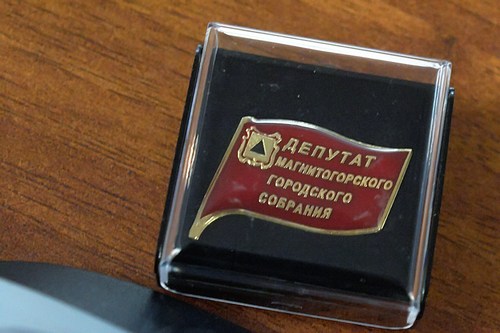 ДЕПУТАТ
МАГНИТОГОРСКОГО
ГОРОДСКОГО
СОБРАНИЯ